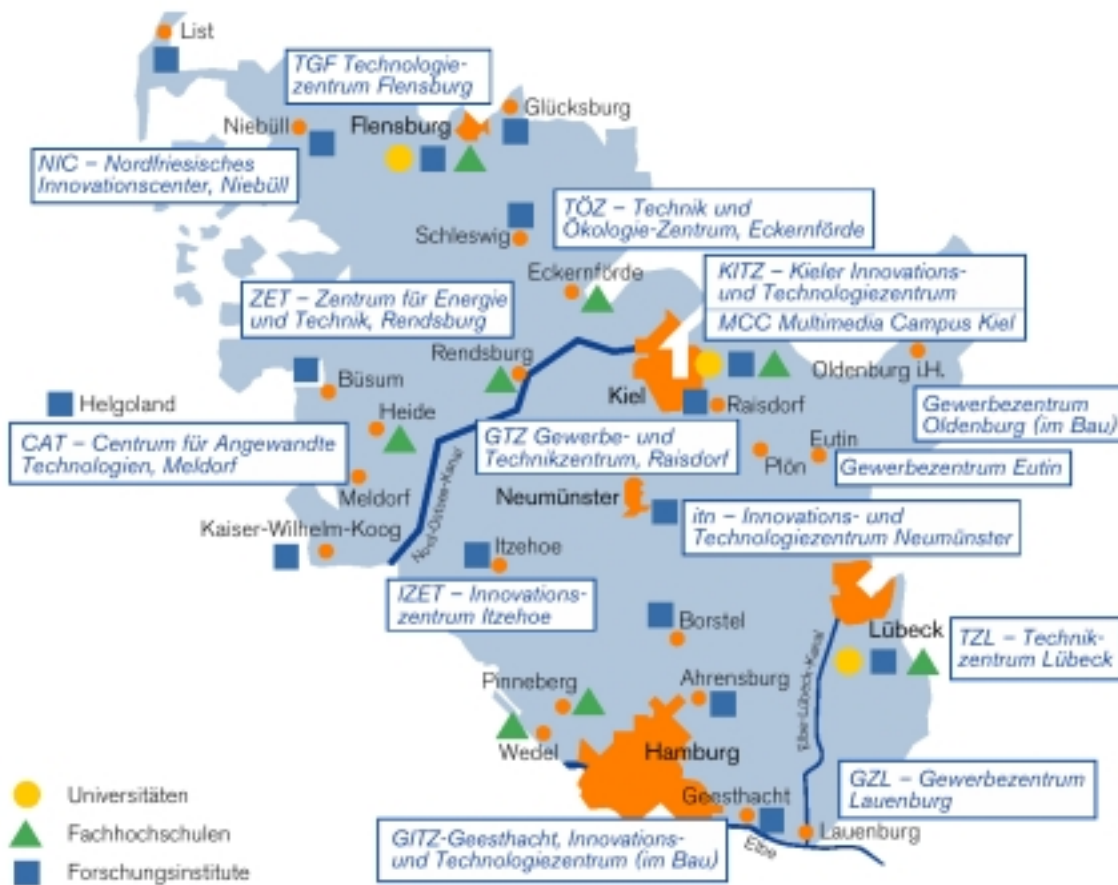 List
TGF Technologie-
zentrum Flensburg
Glücksburg
Niebüll
Flensburg
NIC – Nordfriesisches
Innovationscenter, Niebüll
TÖZ – Technik und
Ökologie-Zentrum, Eckernförde
Schleswig
Eckernförde
KITZ – Kieler Innovations-
und Technologiezentrum
MCC Multimedia Campus Kiel
ZET – Zentrum für Energie
und Technik, Rendsburg
Rendsburg
Oldenburg i.H.
Büsum
Kiel
Raisdorf
Helgoland
Heide
Gewerbezentrum
Oldenburg (im Bau)
CAT – Centrum für Angewandte
Technologien, Meldorf
GTZ Gewerbe- und
Technikzentrum, Raisdorf
Eutin
Plön
Gewerbezentrum Eutin
Meldorf
Neumünster
Nord-Ostsee-Kanal
Kaiser-Wilhelm-Koog
itn – Innovations- und
Technologiezentrum Neumünster
Itzehoe
IZET – Innovations-
zentrum Itzehoe
Borstel
Lübeck
TZL – Technik-
zentrum Lübeck
Elbe-Lübeck-Kanal
Pinneberg
Ahrensburg
Wedel
Hamburg
GZL – Gewerbezentrum
Lauenburg
Geesthacht
Lauenburg
Elbe
GITZ-Geesthacht, Innovations-
und Technologiezentrum (im Bau)
Universitäten
Fachhochschulen
Forschungsinstitute